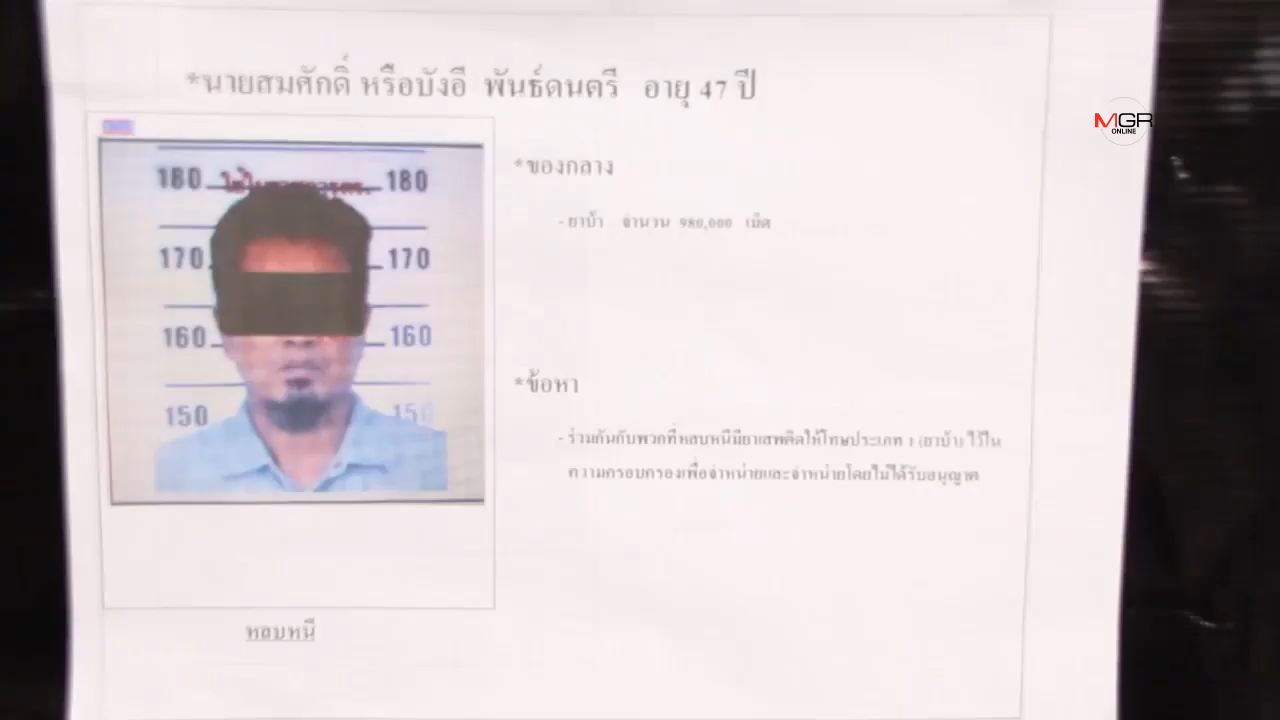 *นายสมศักดิ์ หรือบังอี พันธ์ดนตรี อายุ 47 ปี
MGR
ONLINE
*ของกลาง
- ยาบ้า จำนวน 980,000 เม็ด
180 180
170 170
160 160
150 150
*ข้อหา
- ร่วมกันกับพวกที่หลบหนีมียาเสพติดให้โทษประเภท 1 (ยาบ้า) ไว้ใน
ความครอบครองเพื่อจำหน่ายและจำหน่ายโดยไม่ได้รับอนุญาต
หลบหนี